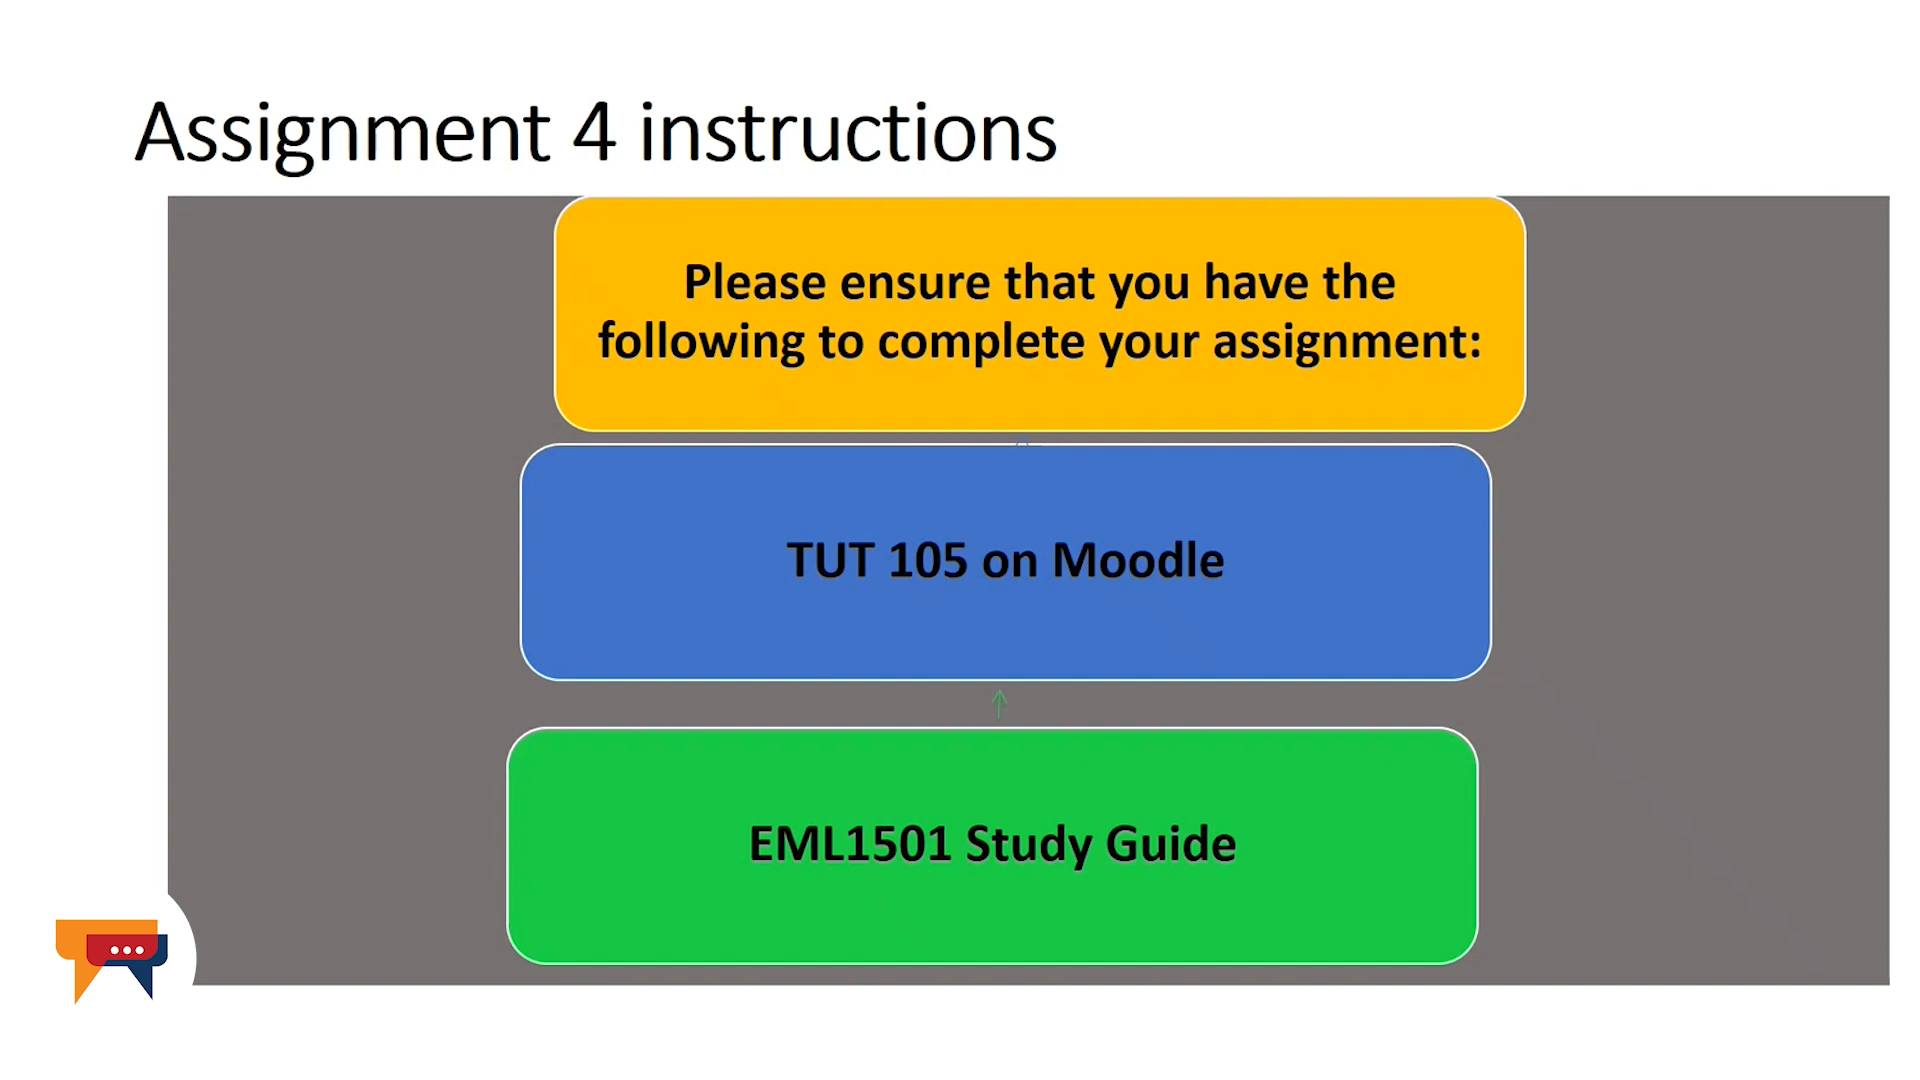 Assignment 4 instructions
Please ensure that you have the
following to complete your assignment:
TUT 105 on Moodle
EML1501 Study Guide